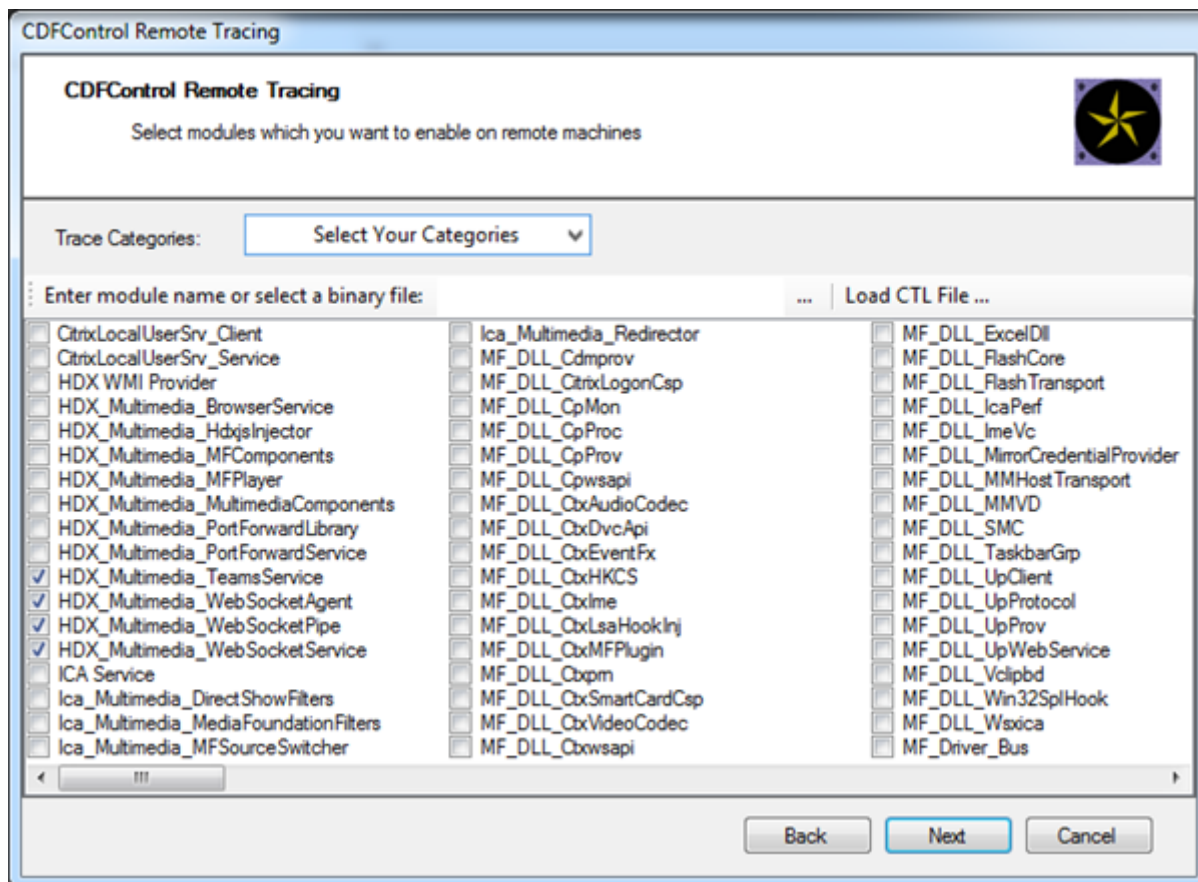 CDFControl Remote Tracing
CDFControl Remote Tracing
Select modules which you want to enable on remote machines
Trace Categories:
Select Your Categories
Enter module name or select a binary file:
...
Load CTL File ...
CitrixLocalUserSrv_Client
CitrixLocalUserSrv_Service
HDX WMI Provider
HDX_Multimedia_BrowserService
HDX_Multimedia_HdxjsInjector
HDX_Multimedia_MFComponents
HDX_Multimedia_MFPlayer
HDX_Multimedia_MultimediaComponents
HDX_Multimedia_PortForwardLibrary
HDX_Multimedia_PortForwardService
HDX_Multimedia_TeamsService
HDX_Multimedia_WebSocketAgent
HDX_Multimedia_WebSocketPipe
HDX_Multimedia_WebSocketService
ICA Service
Ica_Multimedia_DirectShowFilters
Ica_Multimedia_MediaFoundationFilters
Ica_Multimedia_MFSourceSwitcher
Ica_Multimedia_Redirector
MF_DLL_Cdmprov
MF_DLL_CitrixLogonCsp
MF_DLL_CpMon
MF_DLL_CpProc
MF_DLL_CpProv
MF_DLL_Cpwsapi
MF_DLL_CtxAudioCodec
MF_DLL_CtxDvcApi
MF_DLL_CtxEventFx
MF_DLL_CtxHKCS
MF_DLL_CtxIme
MF_DLL_CtxLsaHookInj
MF_DLL_CtxMFPlugin
MF_DLL_Ctxpm
MF_DLL_CtxSmartCardCsp
MF_DLL_CtxVideoCodec
MF_DLL_Ctxwsapi
MF_DLL_ExcelDll
MF_DLL_FlashCore
MF_DLL_FlashTransport
MF_DLL_IcaPerf
MF_DLL_ImeVc
MF_DLL_MirrorCredentialProvider
MF_DLL_MMHostTransport
MF_DLL_MMVD
MF_DLL_SMC
MF_DLL_TaskbarGrp
MF_DLL_UpClient
MF_DLL_UpProtocol
MF_DLL_UpProv
MF_DLL_UpWebService
MF_DLL_Vclipbd
MF_DLL_Win32SplHook
MF_DLL_Wsxica
MF_Driver_Bus
Back
Next
Cancel